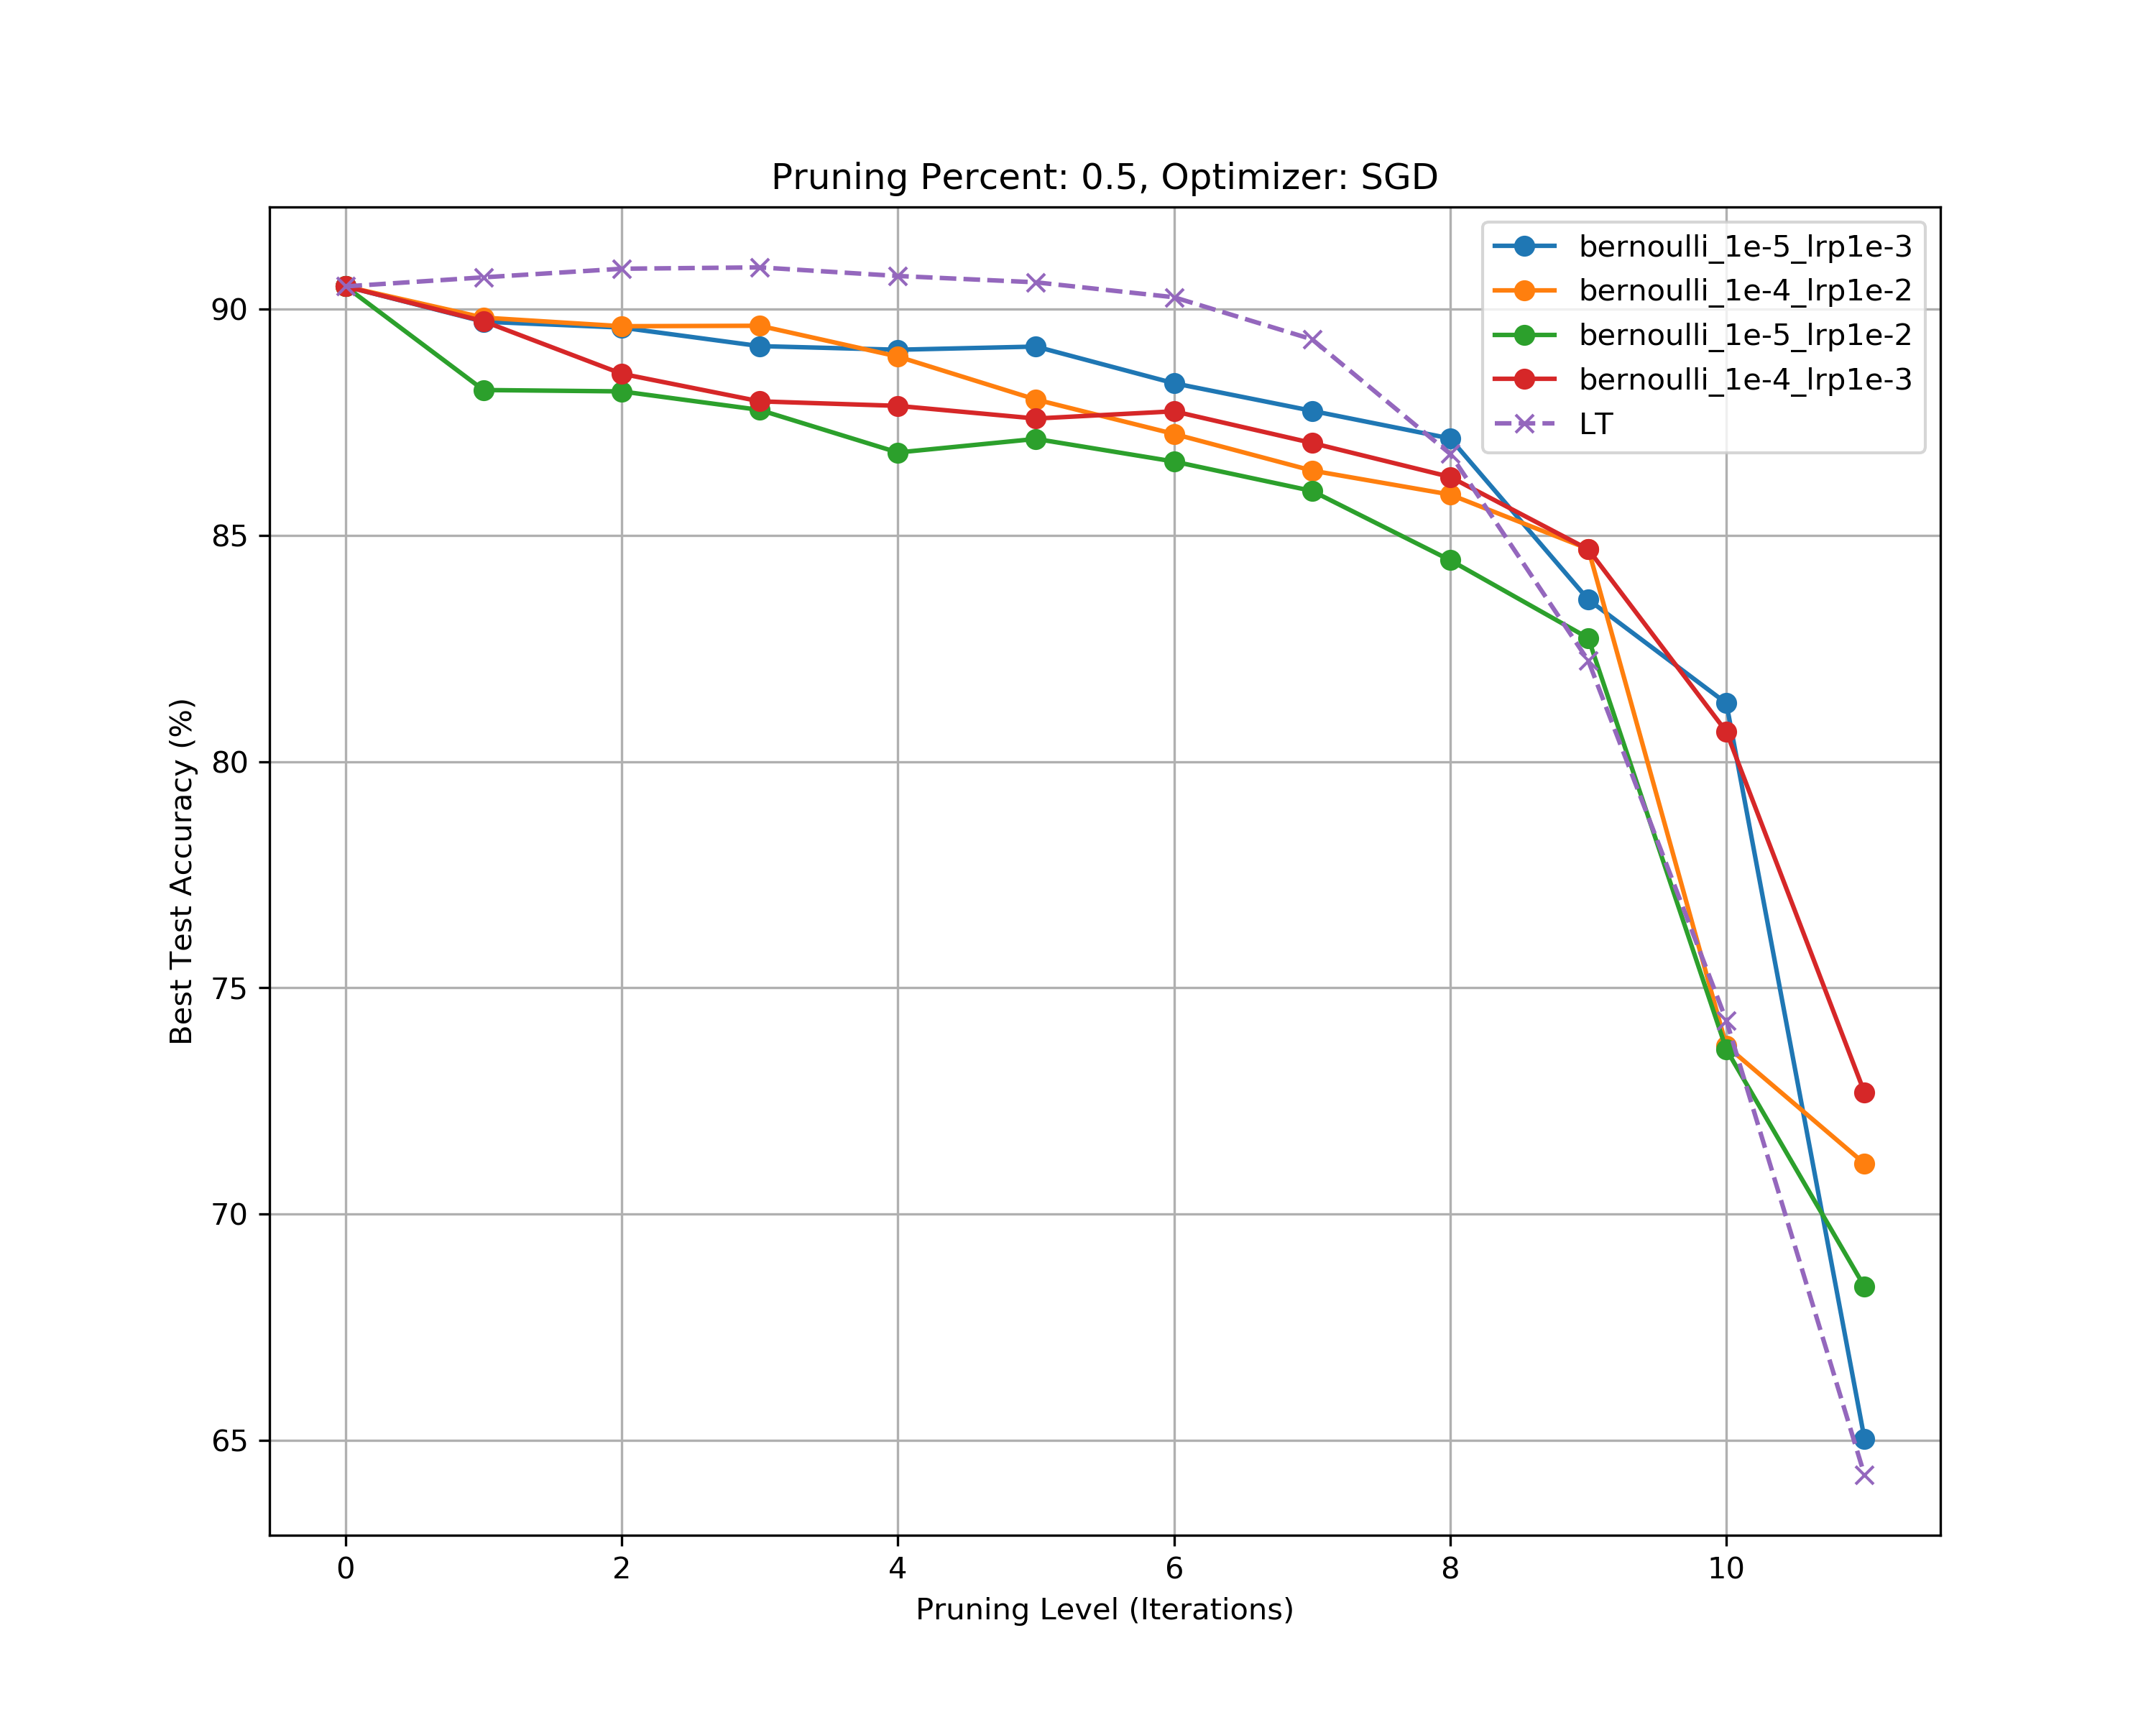 Pruning Percent: 0.5, Optimizer: SGD
bernoulli_1e-5_lrp1e-3
bernoulli_1e-4_lrp1e-2
bernoulli_1e-5_lrp1e-2
bernoulli_1e-4_lrp1e-3
LT
Best Test Accuracy (%)
90
85
80
75
70
65
0 2 4 6 8 10
Pruning Level (Iterations)